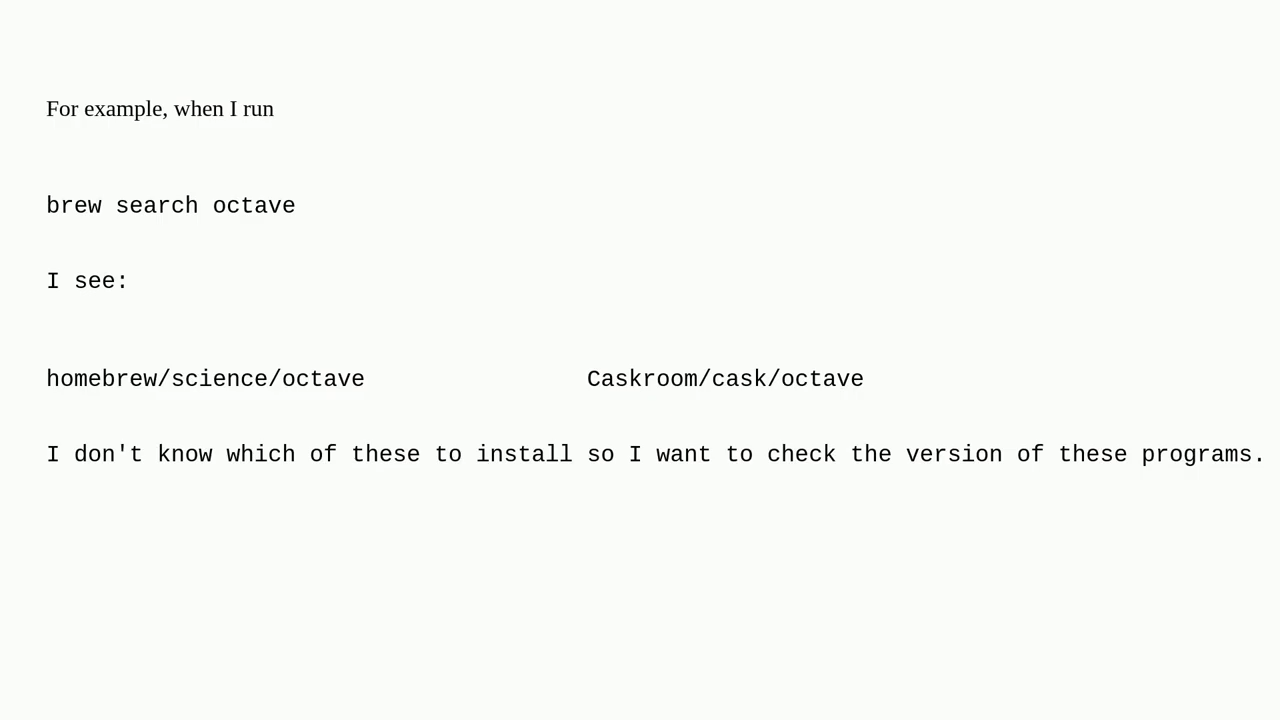 For example, when I run
brew search octave
I see:
homebrew/science/octave                Caskroom/cask/octave
I don't know which of these to install so I want to check the version of these programs.